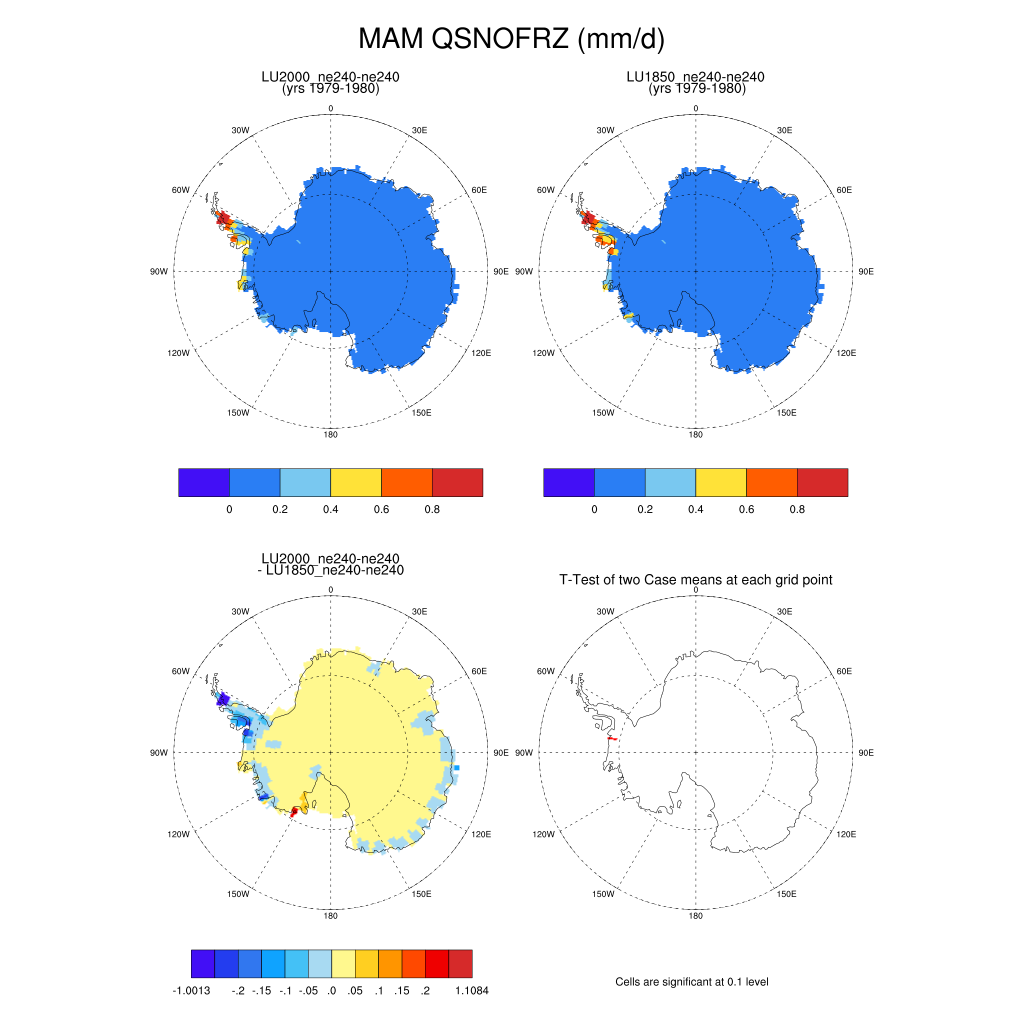 MAM QSNOFRZ (mm/d)
LU2000_ne240-ne240
(yrs 1979-1980)
LU1850_ne240-ne240
(yrs 1979-1980)
0
30W 30E
60W 60E
90W 90E
120W 120E
150W 150E
180
0
30W 30E
60W 60E
90W 90E
120W 120E
150W 150E
180
0 0.2 0.4 0.6 0.8
0 0.2 0.4 0.6 0.8
LU2000_ne240-ne240
- LU1850_ne240-ne240
T-Test of two Case means at each grid point
0
30W 30E
60W 60E
90W 90E
120W 120E
150W 150E
180
0
30W 30E
60W 60E
90W 90E
120W 120E
150W 150E
180
-1.0013 -.2 -.15 -.1 -.05 .0 .05 .1 .15 .2 1.1084
Cells are significant at 0.1 level